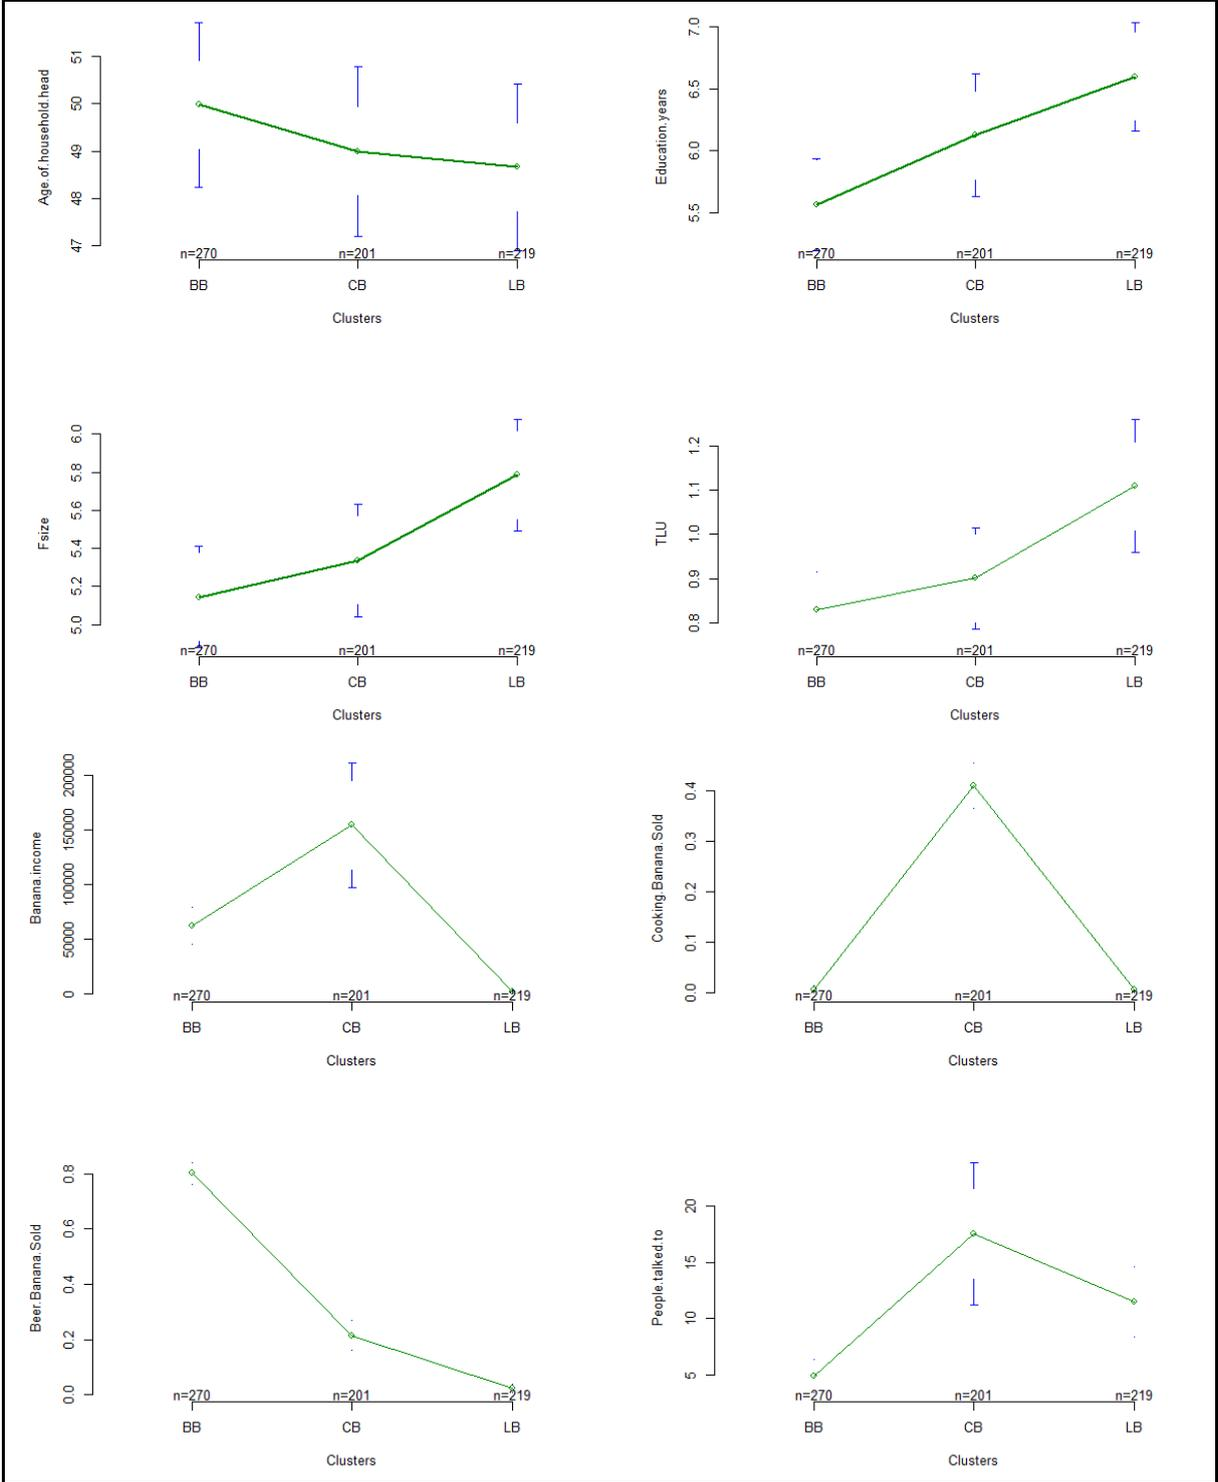 Age.of.household.head
51
50
49
48
47
n=270
n=201
n=219
BB
CB
LB
Clusters
Education.years
7.0
6.5
6.0
5.5
n=270
n=201
n=219
BB
CB
LB
Clusters
Fsize
6.0
5.8
5.6
5.4
5.2
5.0
n=270
n=201
n=219
BB
CB
LB
Clusters
TLU
1.2
1.1
1.0
0.9
0.8
n=270
n=201
n=219
BB
CB
LB
Clusters
Banana.income
200000
150000
100000
50000
0
n=270
n=201
n=219
BB
CB
LB
Clusters
Cooking.Banana.Sold
0.4
0.3
0.2
0.1
0.0
n=270
n=201
n=219
BB
CB
LB
Clusters
Beer.Banana.Sold
0.8
0.6
0.4
0.2
0.0
n=270
n=201
n=219
BB
CB
LB
Clusters
People.talked.to
20
15
10
5
n=270
n=201
n=219
BB
CB
LB
Clusters